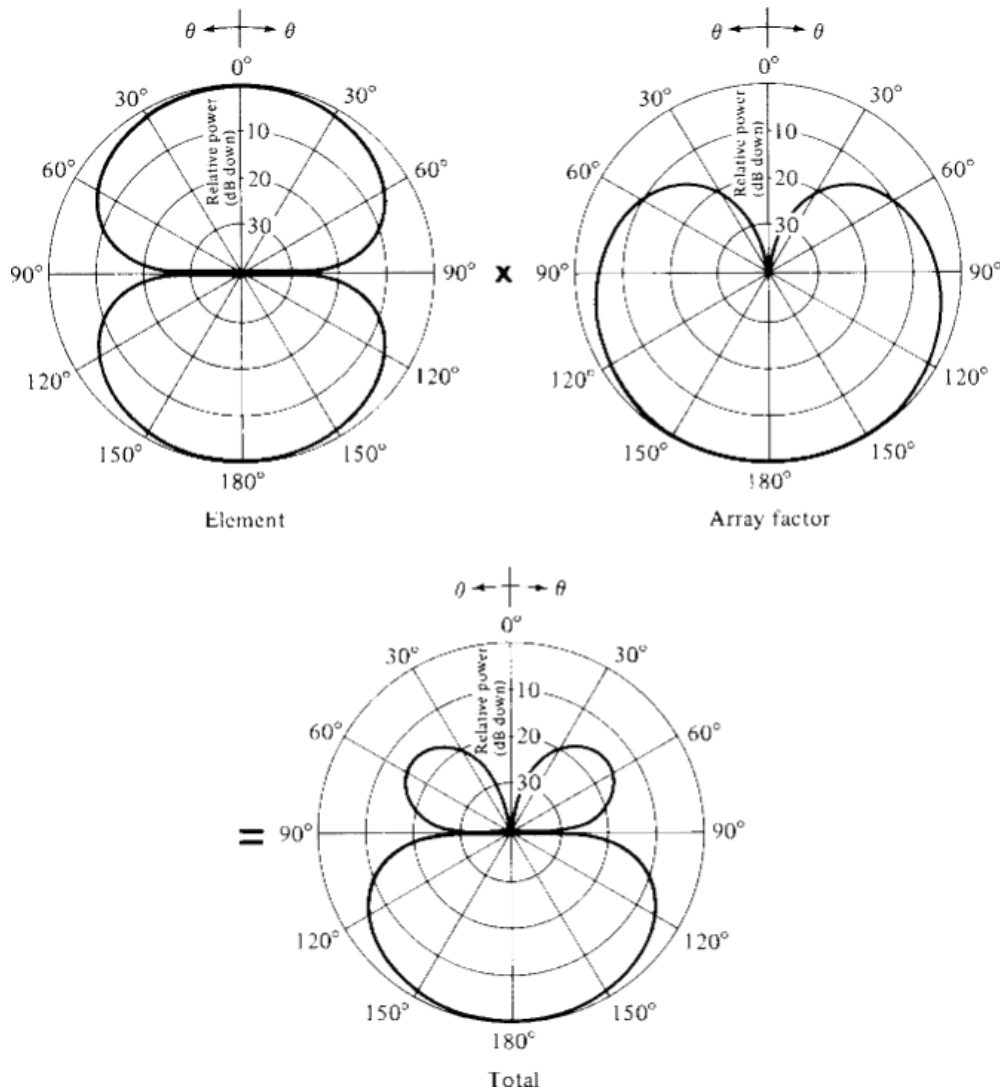 θ θ
0°
30° 30°
60° 60°
90° 90°
120° 120°
150° 150°
180°
Relative power
(dB down)
10
20
30
Element
x
θ θ
0°
30° 30°
60° 60°
90° 90°
120° 120°
150° 150°
180°
Relative power
(dB down)
10
20
30
Array factor
=
θ θ
0°
30° 30°
60° 60°
90° 90°
120° 120°
150° 150°
180°
Relative power
(dB down)
10
20
30
Total